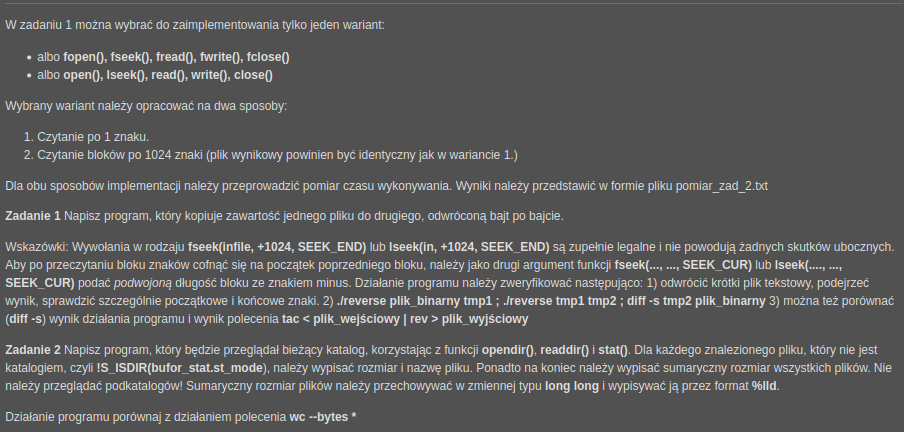 W zadaniu 1 można wybrać do zaimplementowania tylko jeden wariant:
albo fopen(), fseek(), fread(), fwrite(), fclose()
albo open(), lseek(), read(), write(), close()
Wybrany wariant należy opracować na dwa sposoby:
1. Czytanie po 1 znaku.
2. Czytanie bloków po 1024 znaki (plik wynikowy powinien być identyczny jak w wariancie 1.)
Dla obu sposobów implementacji należy przeprowadzić pomiar czasu wykonywania. Wyniki należy przedstawić w formie pliku pomiar_zad_2.txt
Zadanie 1 Napisz program, który kopiuje zawartość jednego pliku do drugiego, odwróconą bajt po bajcie.
Wskazówki: Wywołania w rodzaju fseek(infile, +1024, SEEK_END) lub lseek(in, +1024, SEEK_END) są zupełnie legalne i nie powodują żadnych skutków ubocznych.
Aby po przeczytaniu bloku znaków cofnąć się na początek poprzedniego bloku, należy jako drugi argument funkcji fseek(..., ..., SEEK_CUR) lub lseek(...., ...,
SEEK_CUR) podać podwojoną długość bloku ze znakiem minus. Działanie programu należy zweryfikować następująco: 1) odwrócić krótki plik tekstowy, podejrzeć
wynik, sprawdzić szczególnie początkowe i końcowe znaki. 2) ./reverse plik_binarny tmp1 ; ./reverse tmp1 tmp2 ; diff -s tmp2 plik_binarny 3) można też porównać
(diff -s) wynik działania programu i wynik polecenia tac < plik_wejściowy | rev > plik_wyjściowy
Zadanie 2 Napisz program, który będzie przeglądał bieżący katalog, korzystając z funkcji opendir(), readdir() i stat(). Dla każdego znalezionego pliku, który nie jest
katalogiem, czyli !S_ISDIR(bufor_stat.st_mode), należy wypisać rozmiar i nazwę pliku. Ponadto na koniec należy wypisać sumaryczny rozmiar wszystkich plików. Nie
należy przeglądać podkatalogów! Sumaryczny rozmiar plików należy przechowywać w zmiennej typu long long i wypisywać ją przez format %lld.
Działanie programu porównaj z działaniem polecenia wc --bytes *